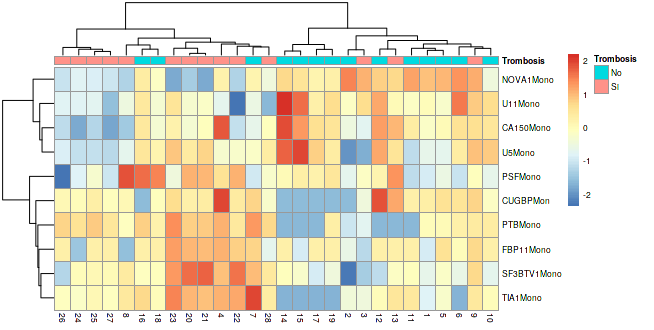 Trombosis
NOVA1Mono
U11Mono
CA150Mono
U5Mono
PSFMono
CUGBPMon
PTBMono
FBP11Mono
SF3BTV1Mono
TIA1Mono
26 24 25 27 8 16 18 23 20 21 4 22 7 28 14 15 17 19 2 3 12 13 11 1 5 6 9 10
2
1
0
-1
-2
Trombosis
No
SI